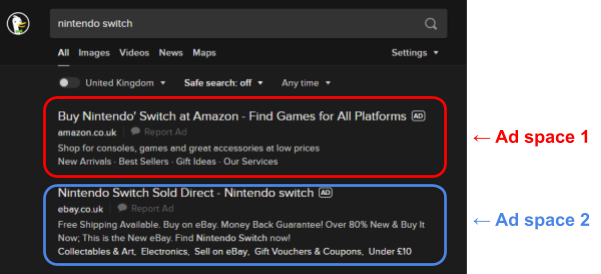 nintendo switch
All Images Videos News Maps Settings ▾
United Kingdom ▾ Safe search: off ▾ Any time ▾
Buy Nintendo' Switch at Amazon - Find Games for All Platforms AD
amazon.co.uk Report Ad
Shop for consoles, games and great accessories at low prices
New Arrivals · Best Sellers · Gift Ideas · Our Services
← Ad space 1
Nintendo Switch Sold Direct - Nintendo switch AD
ebay.co.uk Report Ad
Free Shipping Available. Buy on eBay. Money Back Guarantee! Over 80% New & Buy It
Now; This is the New eBay. Find Nintendo Switch now!
Collectables & Art, Electronics, Sell on eBay, Gift Vouchers & Coupons, Under £10
← Ad space 2